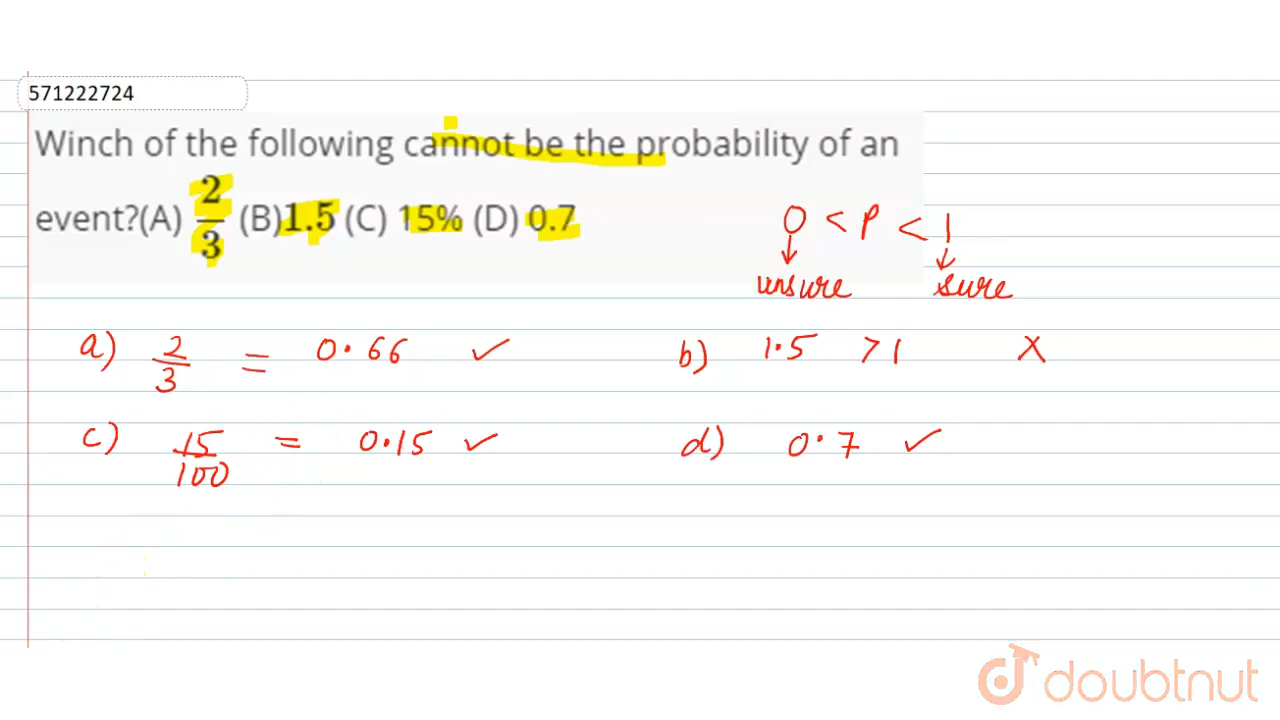 571222724
Winch of the following cannot be the probability of an
event?(A) 2/3 (B)1.5 (C) 15% (D) 0.7
0 < P < 1
unsure sure
a) 2/3 = 0.66 ✓ b) 1.5 > 1 X
c) 15/100 = 0.15 ✓ d) 0.7 ✓
doubtnut